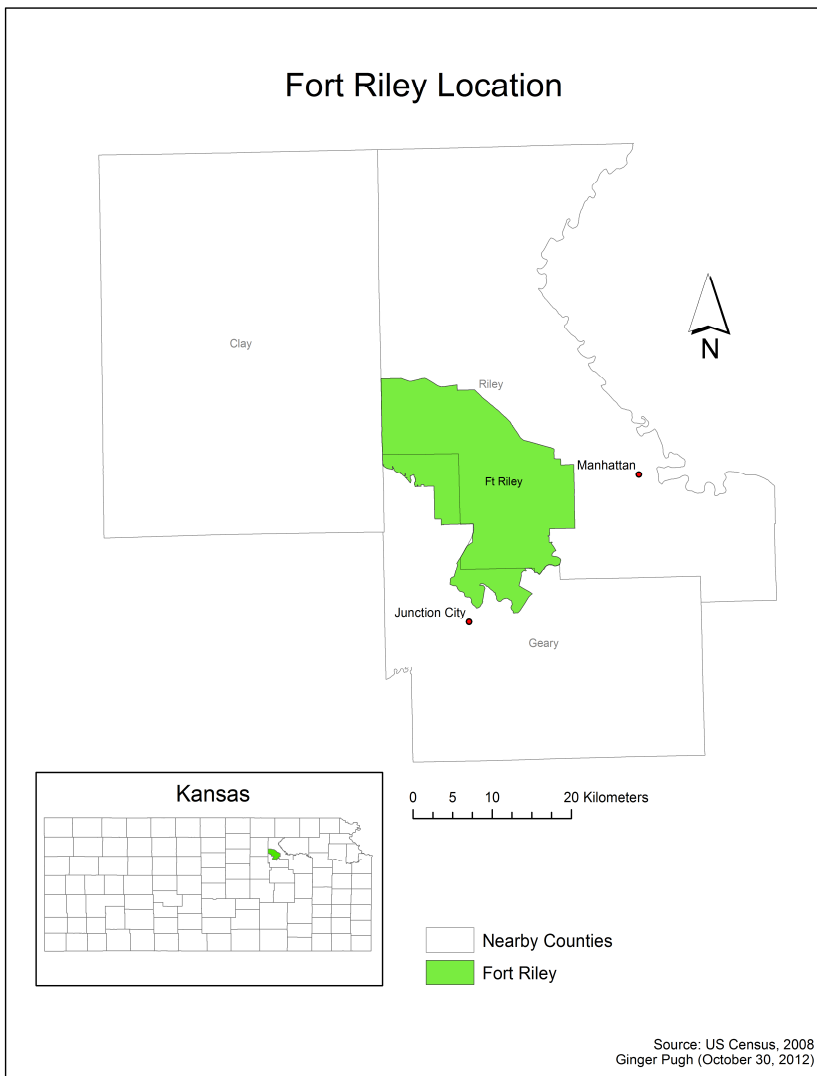 Fort Riley Location
Clay
Riley
N
Manhattan
Ft Riley
Junction City
Geary
Kansas
0 5 10 20 Kilometers
Nearby Counties
Fort Riley
Source: US Census, 2008
Ginger Pugh (October 30, 2012)